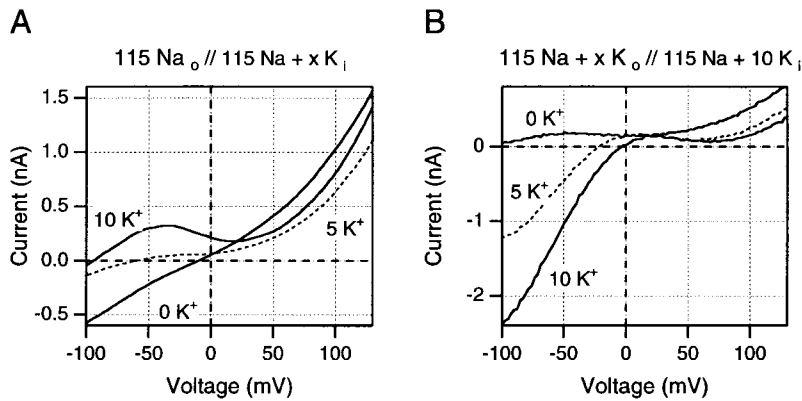 A
115 Na o // 115 Na + x K i
1.5
1.0
0.5
0.0
-0.5
Current (nA)
10 K+
5 K+
0 K+
-100
-50
0
50
100
Voltage (mV)
B
115 Na + x K o // 115 Na + 10 K i
0
-1
-2
Current (nA)
0 K+
5 K+
10 K+
-100
-50
0
50
100
Voltage (mV)